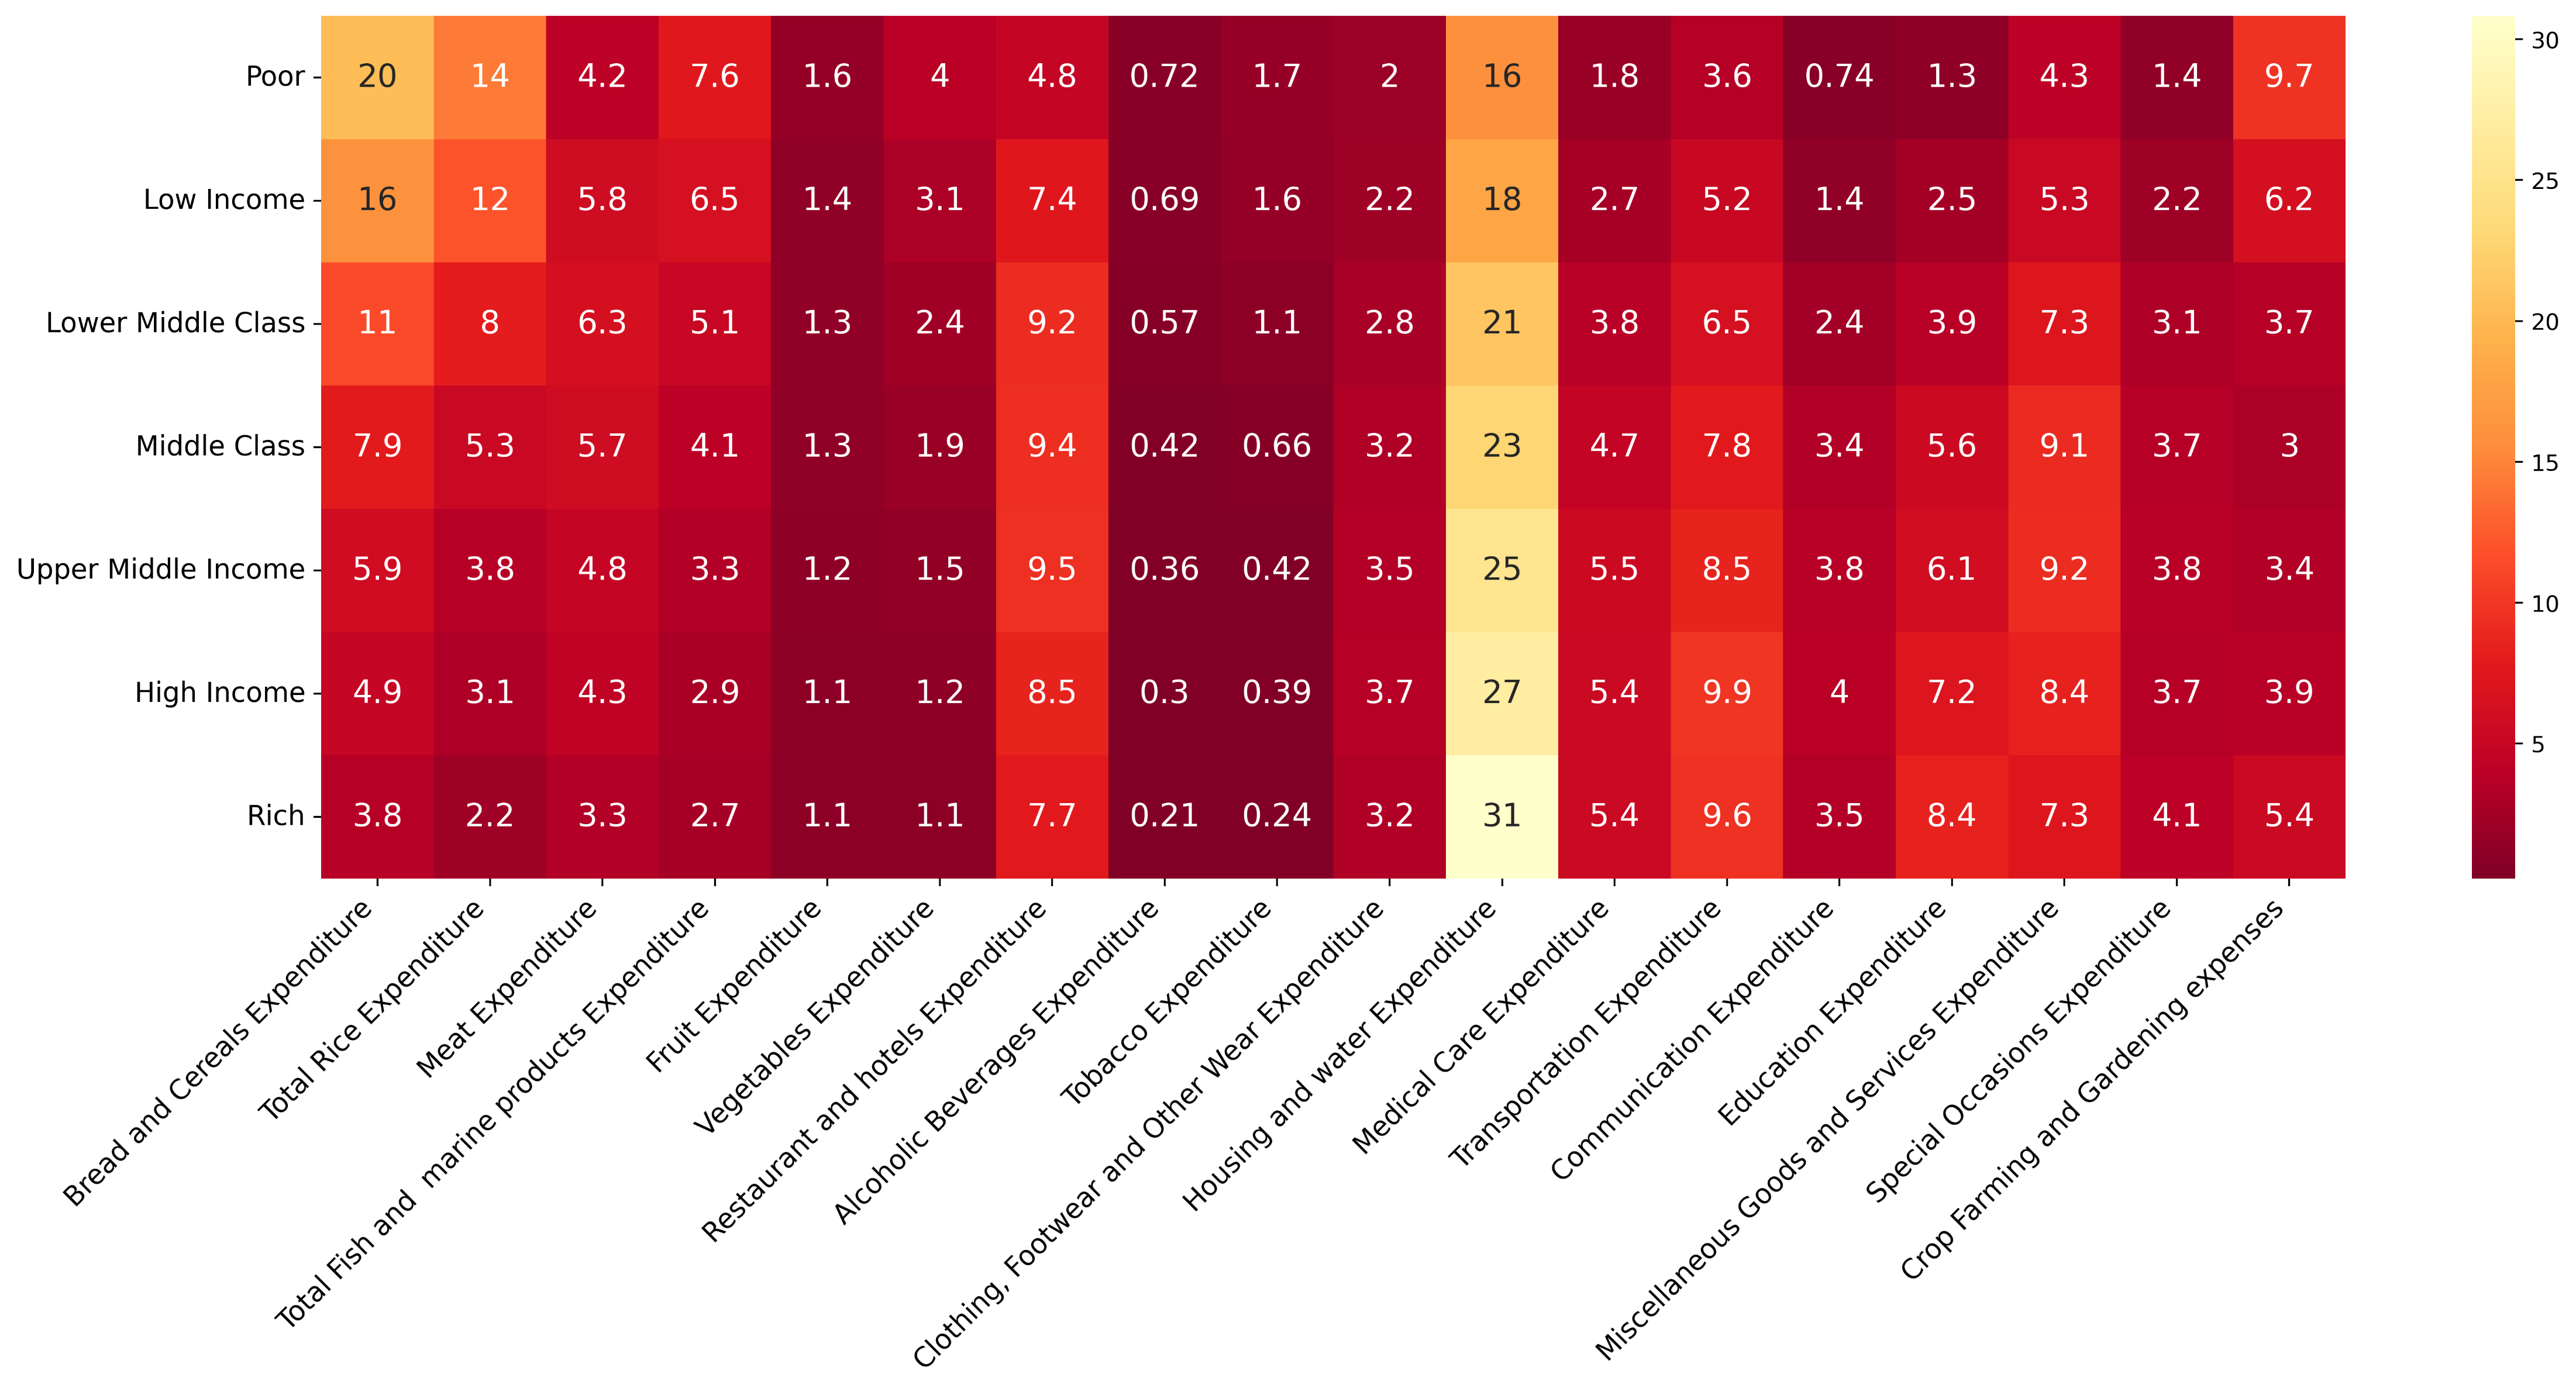 Poor 20 14 4.2 7.6 1.6 4 4.8 0.72 1.7 2 16 1.8 3.6 0.74 1.3 4.3 1.4 9.7
Low Income 16 12 5.8 6.5 1.4 3.1 7.4 0.69 1.6 2.2 18 2.7 5.2 1.4 2.5 5.3 2.2 6.2
Lower Middle Class 11 8 6.3 5.1 1.3 2.4 9.2 0.57 1.1 2.8 21 3.8 6.5 2.4 3.9 7.3 3.1 3.7
Middle Class 7.9 5.3 5.7 4.1 1.3 1.9 9.4 0.42 0.66 3.2 23 4.7 7.8 3.4 5.6 9.1 3.7 3
Upper Middle Income 5.9 3.8 4.8 3.3 1.2 1.5 9.5 0.36 0.42 3.5 25 5.5 8.5 3.8 6.1 9.2 3.8 3.4
High Income 4.9 3.1 4.3 2.9 1.1 1.2 8.5 0.3 0.39 3.7 27 5.4 9.9 4 7.2 8.4 3.7 3.9
Rich 3.8 2.2 3.3 2.7 1.1 1.1 7.7 0.21 0.24 3.2 31 5.4 9.6 3.5 8.4 7.3 4.1 5.4
Bread and Cereals Expenditure
Total Rice Expenditure
Meat Expenditure
Total Fish and  marine products Expenditure
Fruit Expenditure
Vegetables Expenditure
Restaurant and hotels Expenditure
Alcoholic Beverages Expenditure
Tobacco Expenditure
Clothing, Footwear and Other Wear Expenditure
Housing and water Expenditure
Medical Care Expenditure
Transportation Expenditure
Communication Expenditure
Education Expenditure
Miscellaneous Goods and Services Expenditure
Special Occasions Expenditure
Crop Farming and Gardening expenses
30
25
20
15
10
5